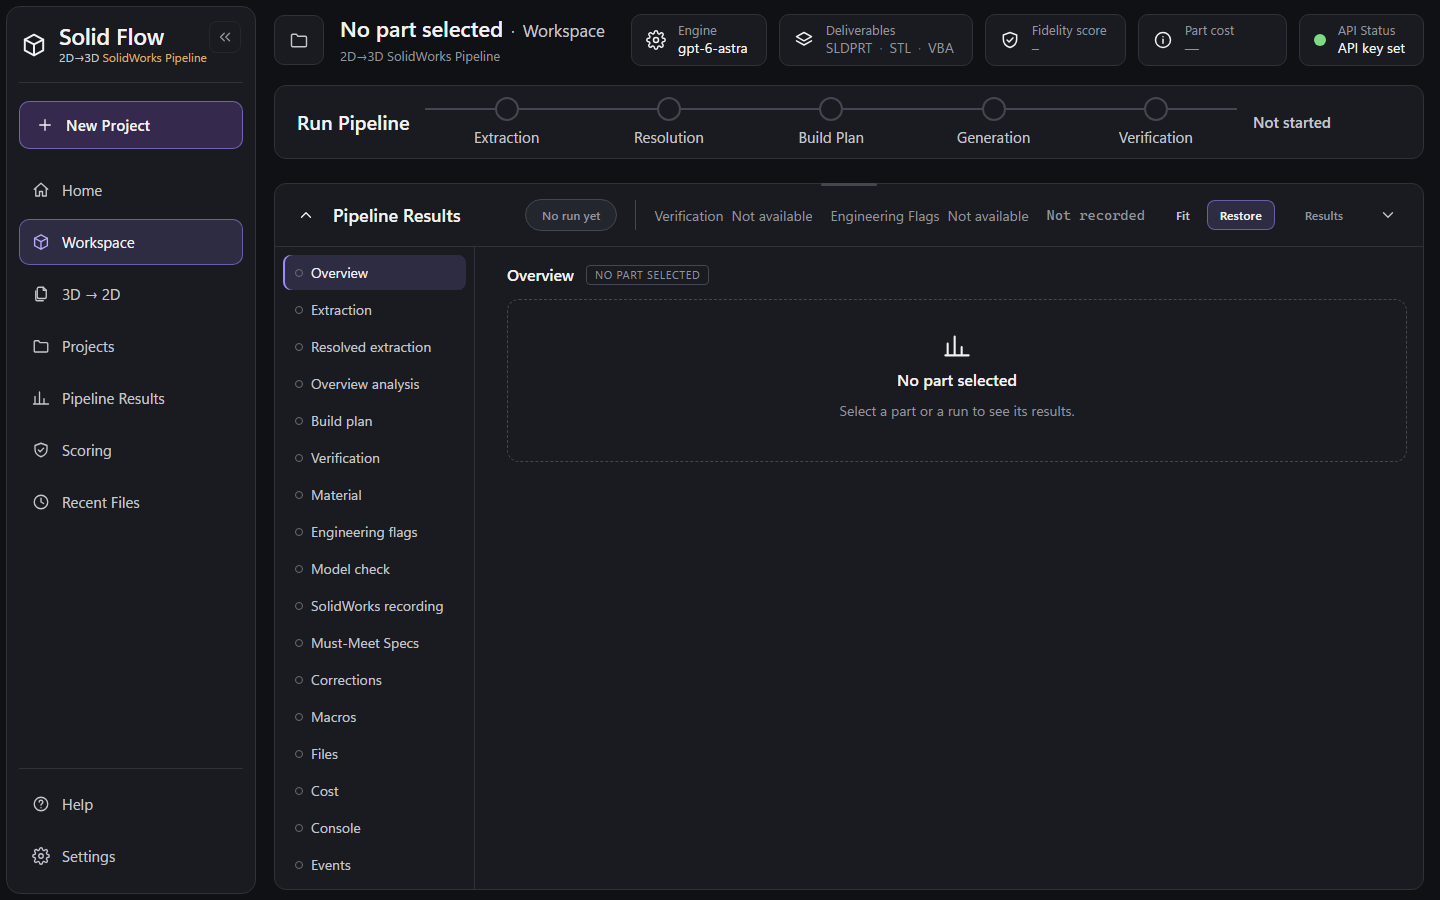 Solid Flow
2D→3D SolidWorks Pipeline
New Project
Home
Workspace
3D → 2D
Projects
Pipeline Results
Scoring
Recent Files
Help
Settings
No part selected · Workspace
2D→3D SolidWorks Pipeline
Engine
gpt-6-astra
Deliverables
SLDPRT · STL · VBA
Fidelity score
–
Part cost
—
API Status
API key set
Run Pipeline
Extraction
Resolution
Build Plan
Generation
Verification
Not started
Pipeline Results
No run yet
Verification Not available
Engineering Flags Not available
Not recorded
Fit
Restore
Results
Overview
Extraction
Resolved extraction
Overview analysis
Build plan
Verification
Material
Engineering flags
Model check
SolidWorks recording
Must-Meet Specs
Corrections
Macros
Files
Cost
Console
Events
Overview
NO PART SELECTED
No part selected
Select a part or a run to see its results.